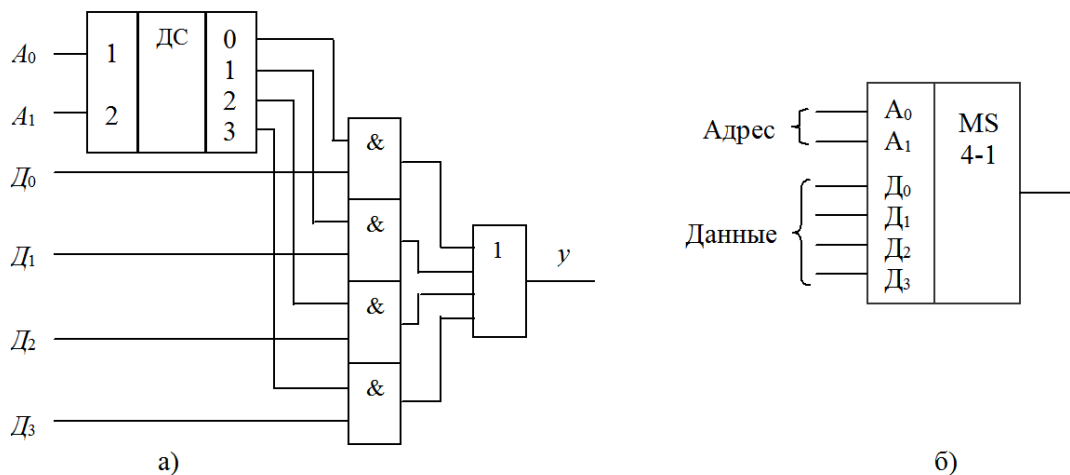 A₀
A₁
1
2
ДС
0
1
2
3
Д₀
Д₁
Д₂
Д₃
&
&
&
&
1
y
а)
Адрес
Данные
A₀
A₁
Д₀
Д₁
Д₂
Д₃
MS
4-1
б)